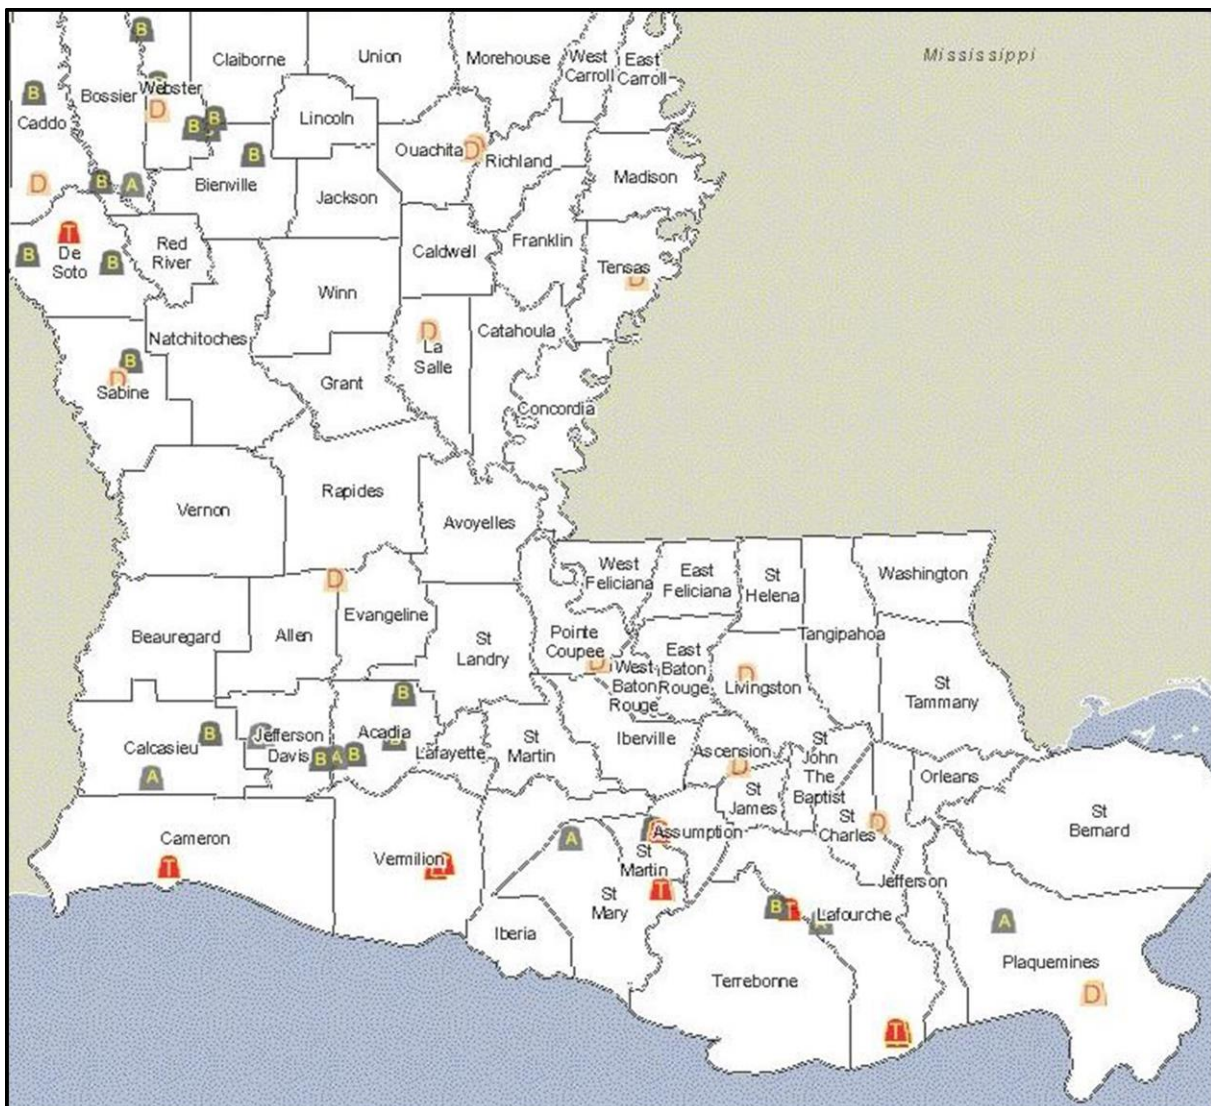 B
Claiborne
Union
Morehouse
West
Carroll
East
Carroll
Mississippi
B
Bossier
Webster
D
Caddo
B
B
Lincoln
Ouachita
D
Richland
B
Bienville
Madison
D
B
A
Jackson
T
De
Soto
B
B
Red
River
Caldwell
Franklin
Tensas
D
Winn
Natchitoches
D
La
Salle
Catahoula
B
D
Sabine
Grant
Concordia
Rapides
Vernon
Avoyelles
D
West
Feliciana
East
Feliciana
St
Helena
Washington
Beauregard
Allen
Evangeline
St
Landry
Pointe
Coupee
D
Tangipahoa
West
Baton
Rouge
East
Baton
Rouge
D
Livingston
St
Tammany
B
Calcasieu
B
A
Jefferson
Davis
Acadia
B
A
B
Lafayette
St
Martin
Iberville
Ascension
D
St
John
The
Baptist
St
James
Orleans
St
Bernard
Cameron
T
Vermilion
A
Assumption
St
Martin
T
St
Mary
St
Charles
D
Jefferson
Iberia
B
T
A
Lafourche
Terrebonne
A
Plaquemines
D
T